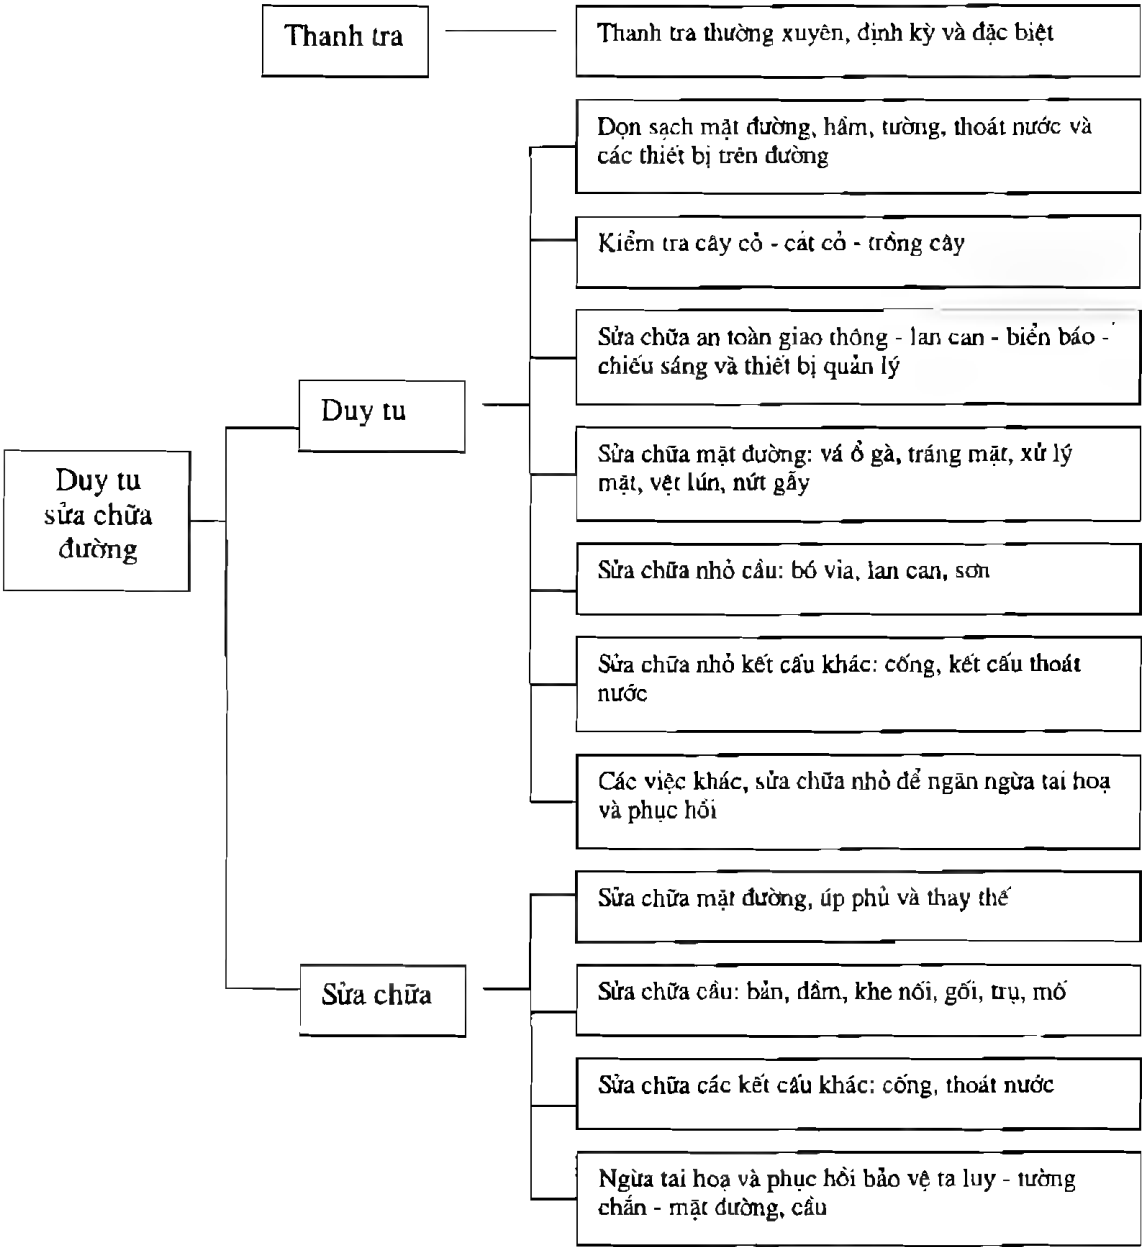 Thanh tra
Thanh tra thường xuyên, định kỳ và đặc biệt
Dọn sạch mặt đường, hầm, tường, thoát nước và
các thiết bị trên đường
Kiểm tra cây cỏ - cắt cỏ - trồng cây
Sửa chữa an toàn giao thông - lan can - biển báo -
chiếu sáng và thiết bị quản lý
Duy tu
Sửa chữa mặt đường: vá ổ gà, tráng mặt, xử lý
mặt, vệt lún, nứt gẫy
Duy tu
sửa chữa
đường
Sửa chữa nhỏ cầu: bó vỉa, lan can, sơn
Sửa chữa nhỏ kết cấu khác: cống, kết cấu thoát
nước
Các việc khác, sửa chữa nhỏ để ngăn ngừa tai hoạ
và phục hồi
Sửa chữa mặt đường, úp phủ và thay thế
Sửa chữa
Sửa chữa cầu: bản, dầm, khe nối, gối, trụ, mố
Sửa chữa các kết cấu khác: cống, thoát nước
Ngừa tai hoạ và phục hồi bảo vệ ta luy - tường
chắn - mặt đường, cầu